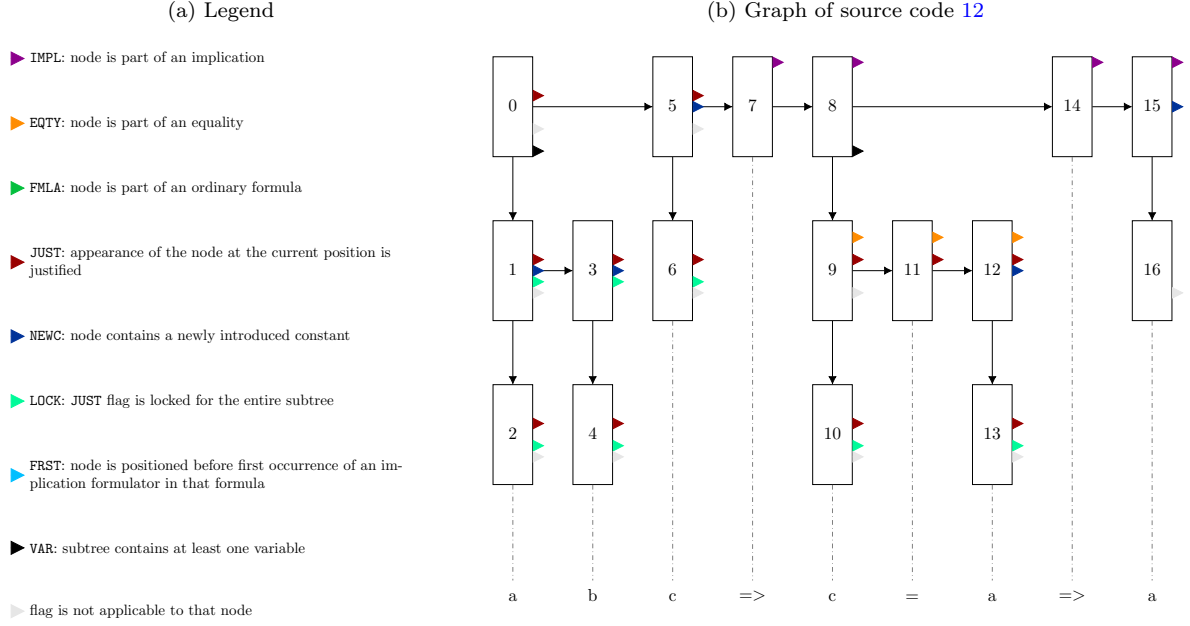 (a) Legend
IMPL: node is part of an implication
EQTY: node is part of an equality
FMLA: node is part of an ordinary formula
JUST: appearance of the node at the current position is
justified
NEWC: node contains a newly introduced constant
LOCK: JUST flag is locked for the entire subtree
FRST: node is positioned before first occurrence of an im-
plication formulator in that formula
VAR: subtree contains at least one variable
flag is not applicable to that node
(b) Graph of source code 12
0 5 7 8 14 15
1 3 6 9 11 12 16
2 4 10 13
a b c => c = a => a